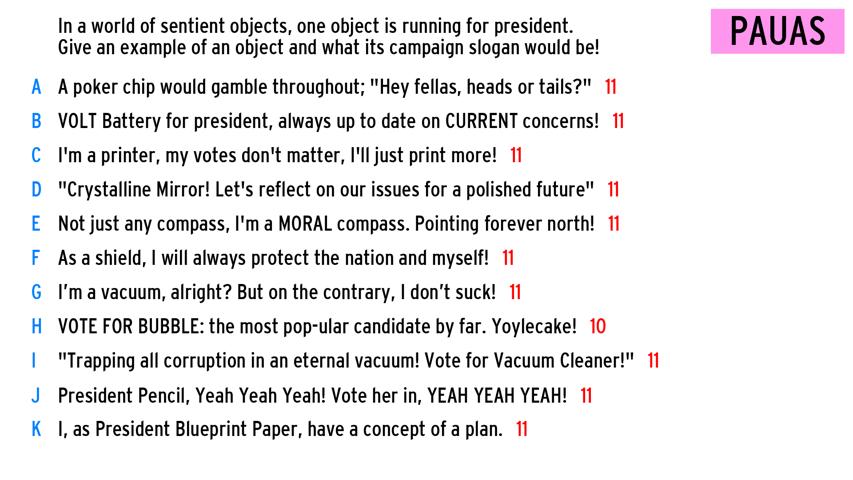 In a world of sentient objects, one object is running for president.
Give an example of an object and what its campaign slogan would be!
PAUAS
A A poker chip would gamble throughout; "Hey fellas, heads or tails?" 11
B VOLT Battery for president, always up to date on CURRENT concerns! 11
C I'm a printer, my votes don't matter, I'll just print more! 11
D "Crystalline Mirror! Let's reflect on our issues for a polished future" 11
E Not just any compass, I'm a MORAL compass. Pointing forever north! 11
F As a shield, I will always protect the nation and myself! 11
G I’m a vacuum, alright? But on the contrary, I don’t suck! 11
H VOTE FOR BUBBLE: the most pop-ular candidate by far. Yoylecake! 10
I "Trapping all corruption in an eternal vacuum! Vote for Vacuum Cleaner!" 11
J President Pencil, Yeah Yeah Yeah! Vote her in, YEAH YEAH YEAH! 11
K I, as President Blueprint Paper, have a concept of a plan. 11